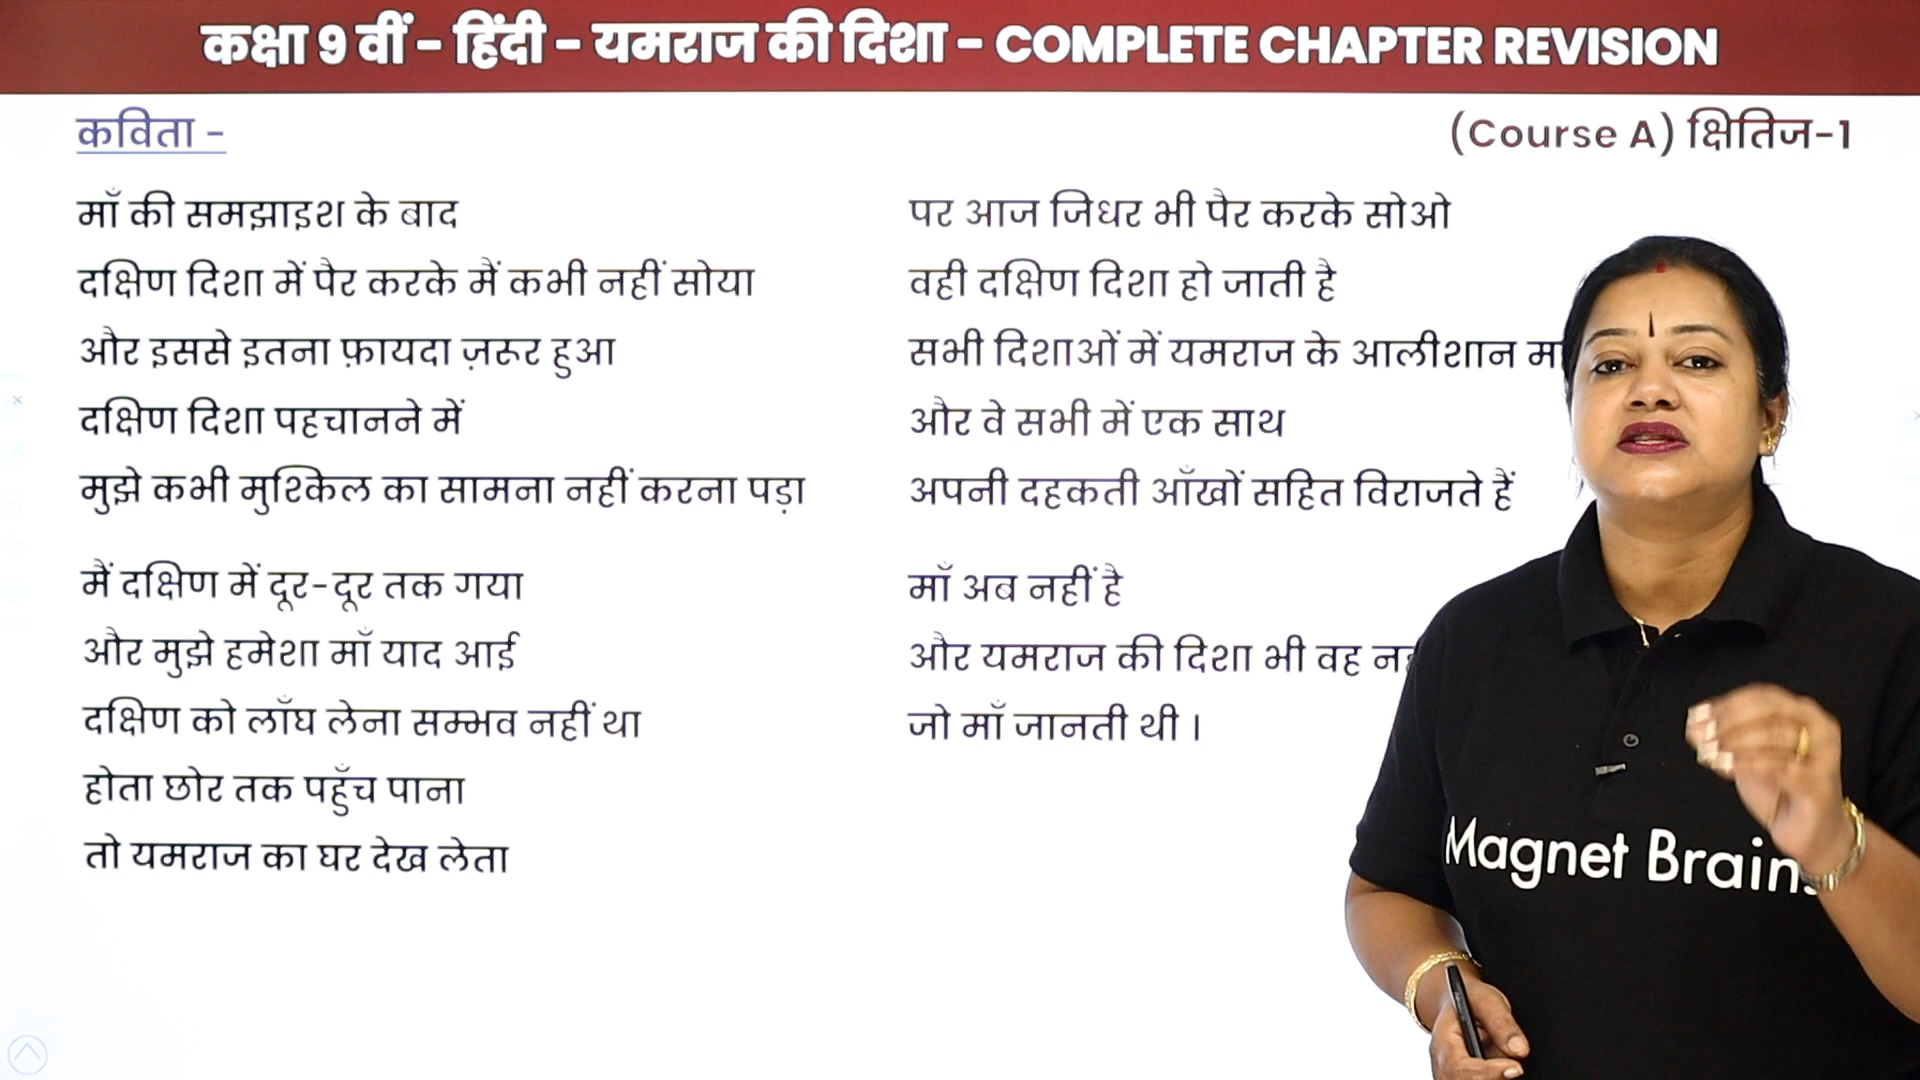 कक्षा 9 वीं - हिंदी - यमराज की दिशा - COMPLETE CHAPTER REVISION
कविता -
(Course A) क्षितिज-1
माँ की समझाइश के बाद
दक्षिण दिशा में पैर करके मैं कभी नहीं सोया
और इससे इतना फ़ायदा ज़रूर हुआ
दक्षिण दिशा पहचानने में
मुझे कभी मुश्किल का सामना नहीं करना पड़ा
मैं दक्षिण में दूर-दूर तक गया
और मुझे हमेशा माँ याद आई
दक्षिण को लाँघ लेना सम्भव नहीं था
होता छोर तक पहुँच पाना
तो यमराज का घर देख लेता
पर आज जिधर भी पैर करके सोओ
वही दक्षिण दिशा हो जाती है
सभी दिशाओं में यमराज के आलीशान
और वे सभी में एक साथ
अपनी दहकती आँखों सहित विराजते हैं
माँ अब नहीं है
और यमराज की दिशा भी वह
जो माँ जानती थी ।
Magnet Brains